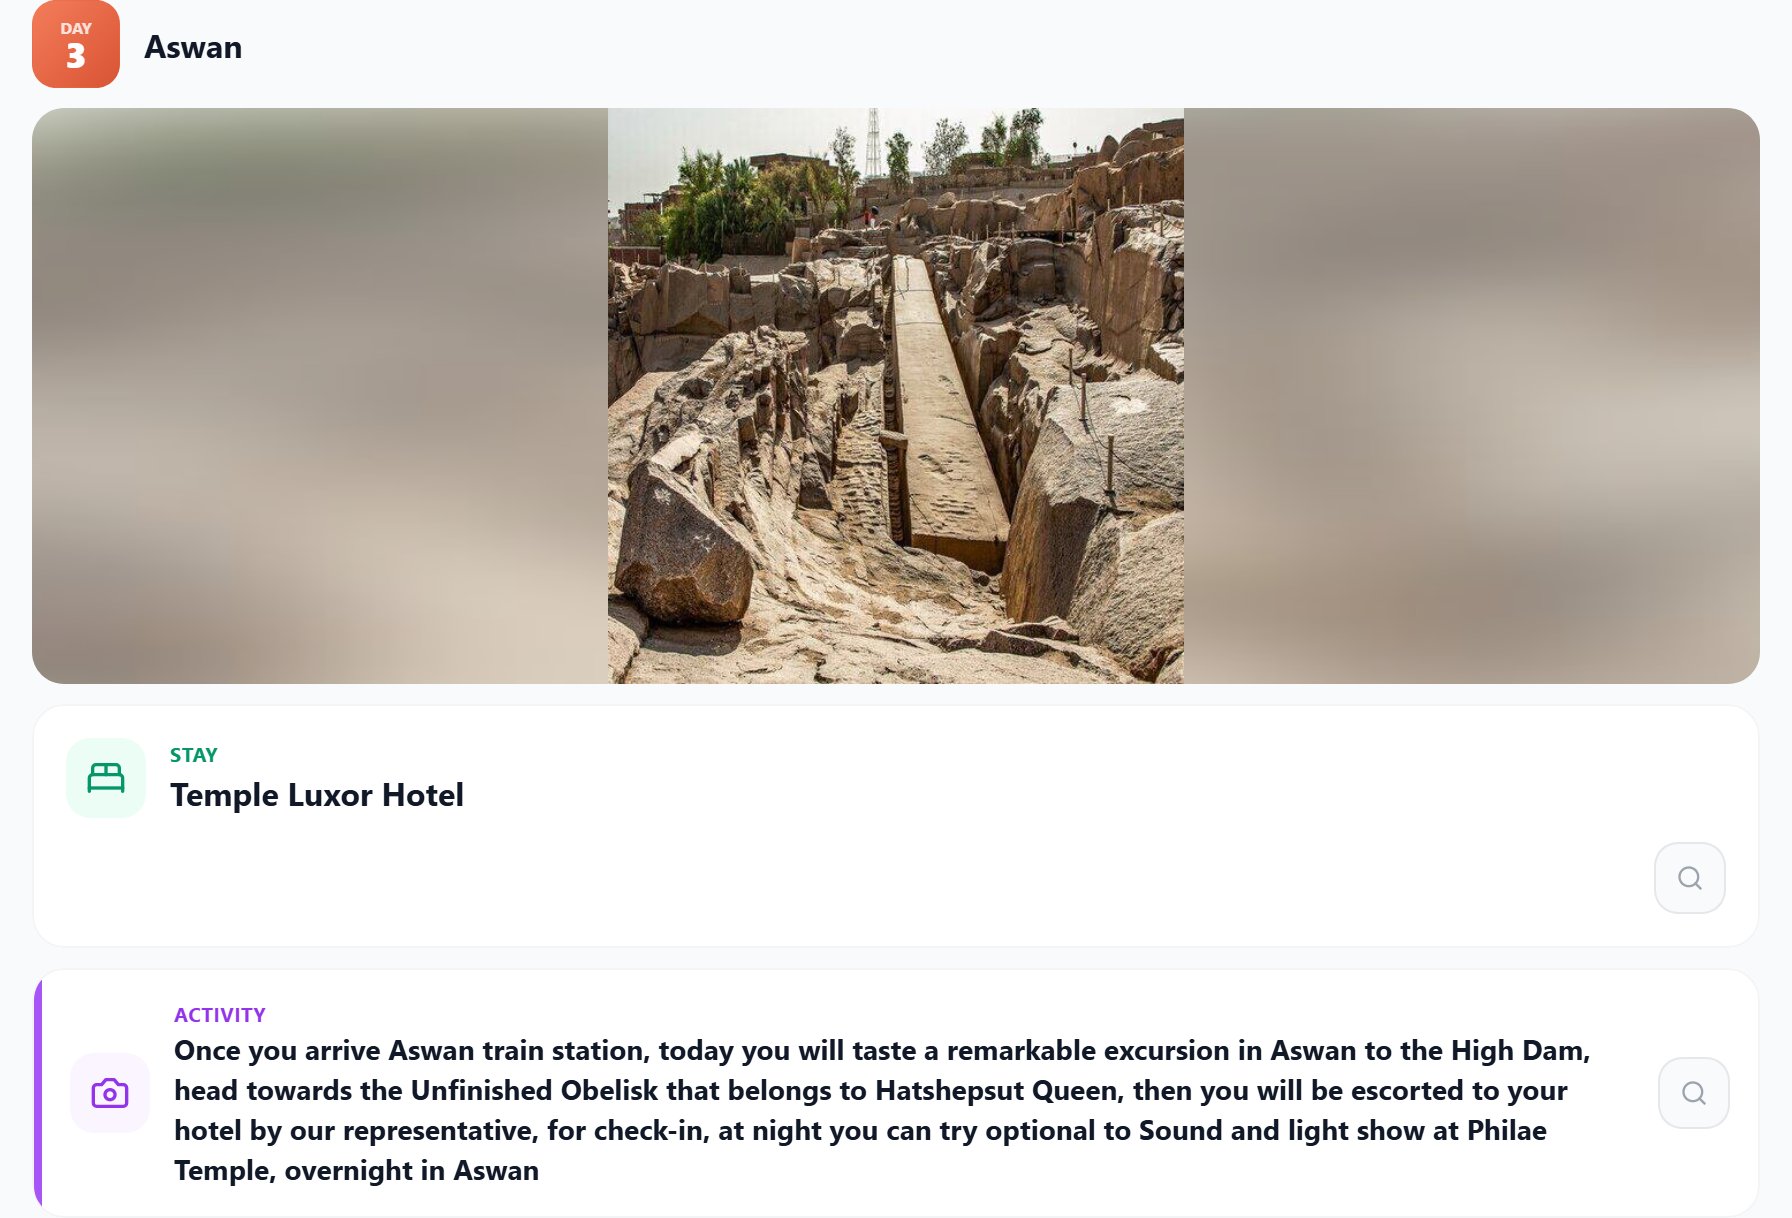 DAY
3
Aswan
STAY
Temple Luxor Hotel
ACTIVITY
Once you arrive Aswan train station, today you will taste a remarkable excursion in Aswan to the High Dam,
head towards the Unfinished Obelisk that belongs to Hatshepsut Queen, then you will be escorted to your
hotel by our representative, for check-in, at night you can try optional to Sound and light show at Philae
Temple, overnight in Aswan